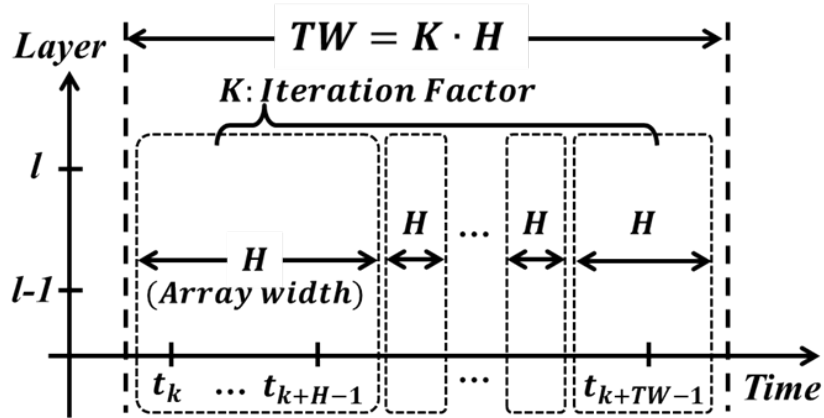 TW = K · H
Layer
K: Iteration Factor
l
H ... H H
H
(Array width)
l-1
t_k ... t_{k+H-1} ... t_{k+TW-1} Time